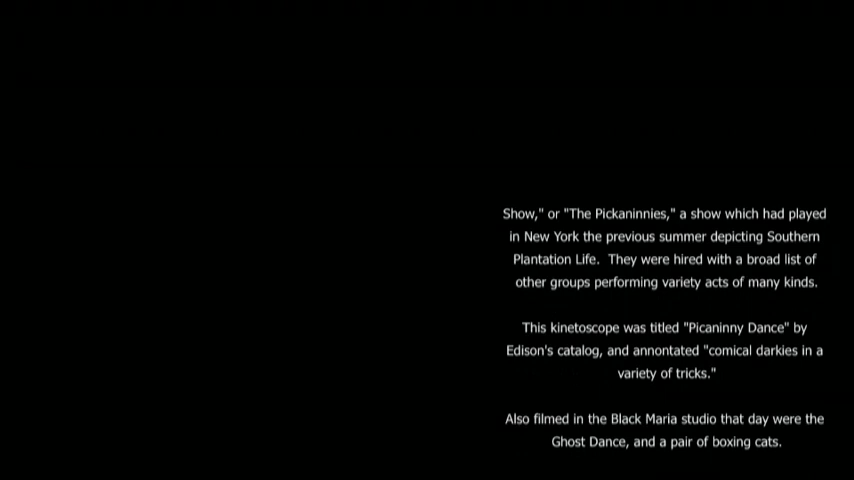 Show," or "The Pickaninnies," a show which had played
in New York the previous summer depicting Southern
Plantation Life.  They were hired with a broad list of
other groups performing variety acts of many kinds.
This kinetoscope was titled "Picaninny Dance" by
Edison's catalog, and annontated "comical darkies in a
variety of tricks."
Also filmed in the Black Maria studio that day were the
Ghost Dance, and a pair of boxing cats.